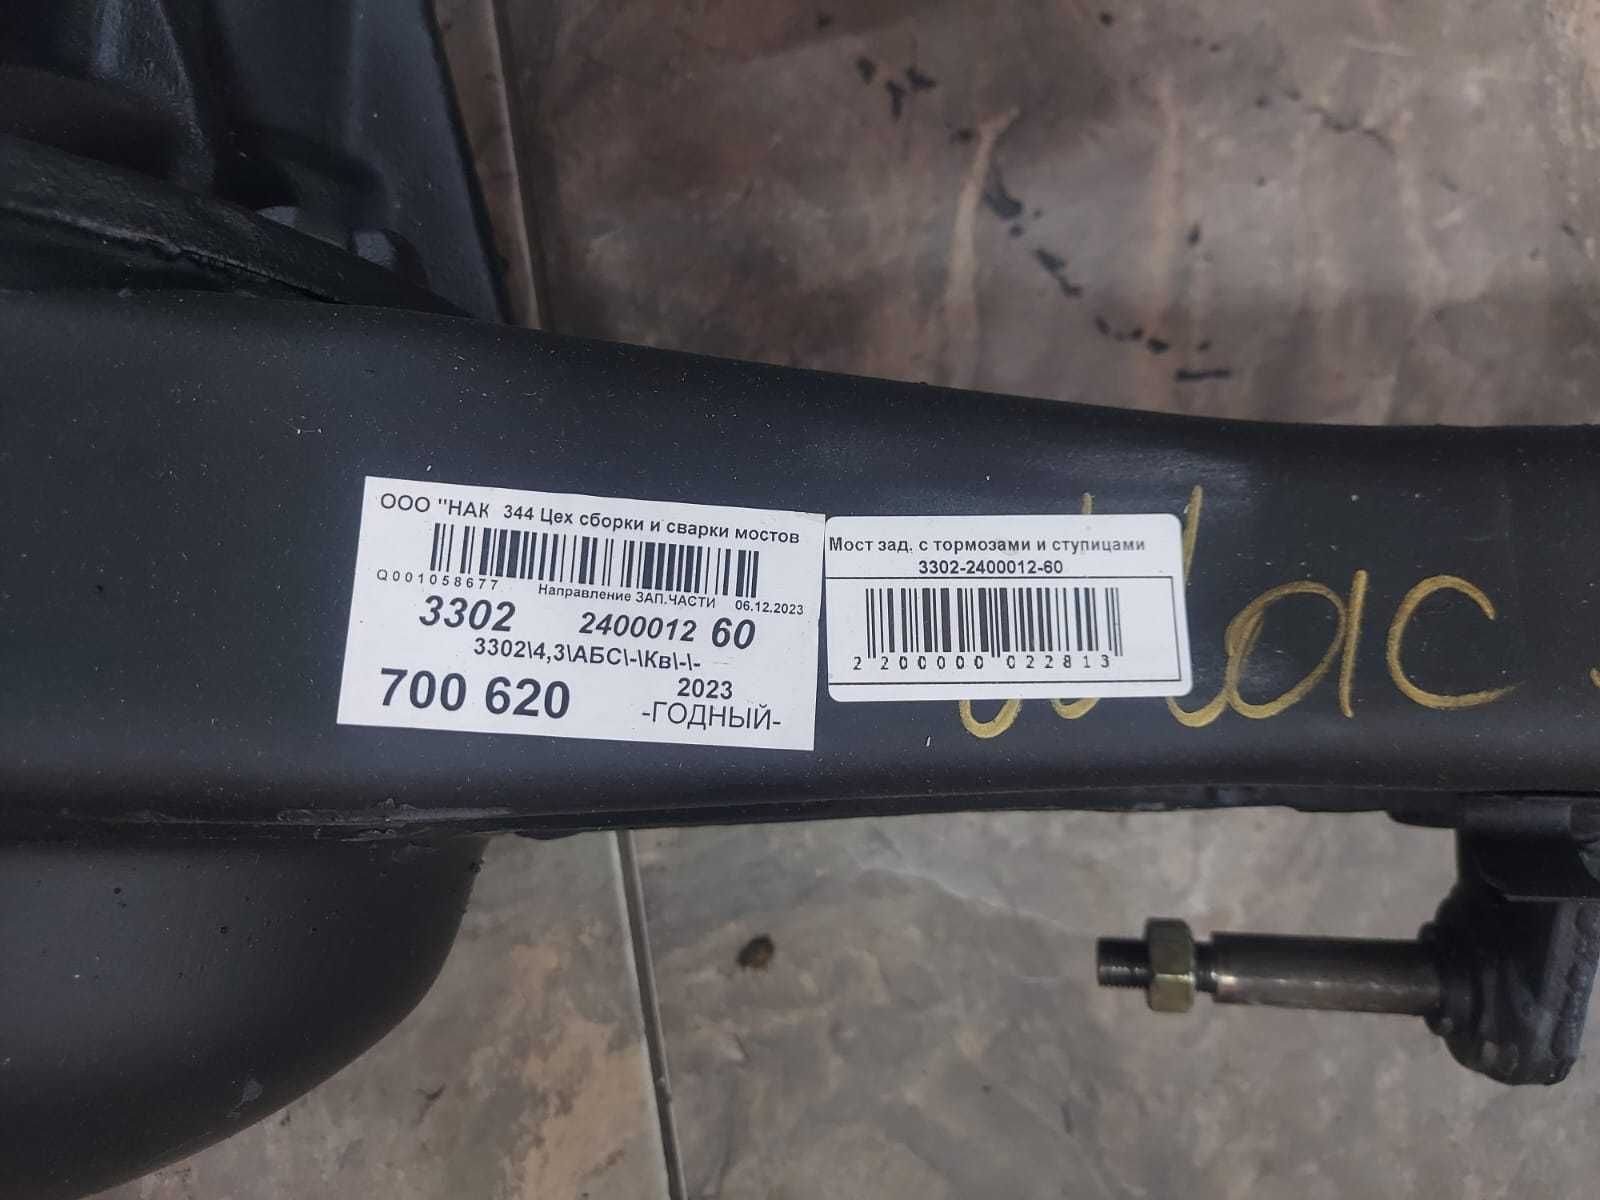 ООО "НАК 344 Цех сборки и сварки мостов
Q001058677 Направление ЗАП.ЧАСТИ 06.12.2023
3302 2400012 60
3302\4,3\АБС\-\Кв\-\-
700 620 2023
-ГОДНЫЙ-
Мост зад. с тормозами и ступицами
3302-2400012-60
2 200000 022813